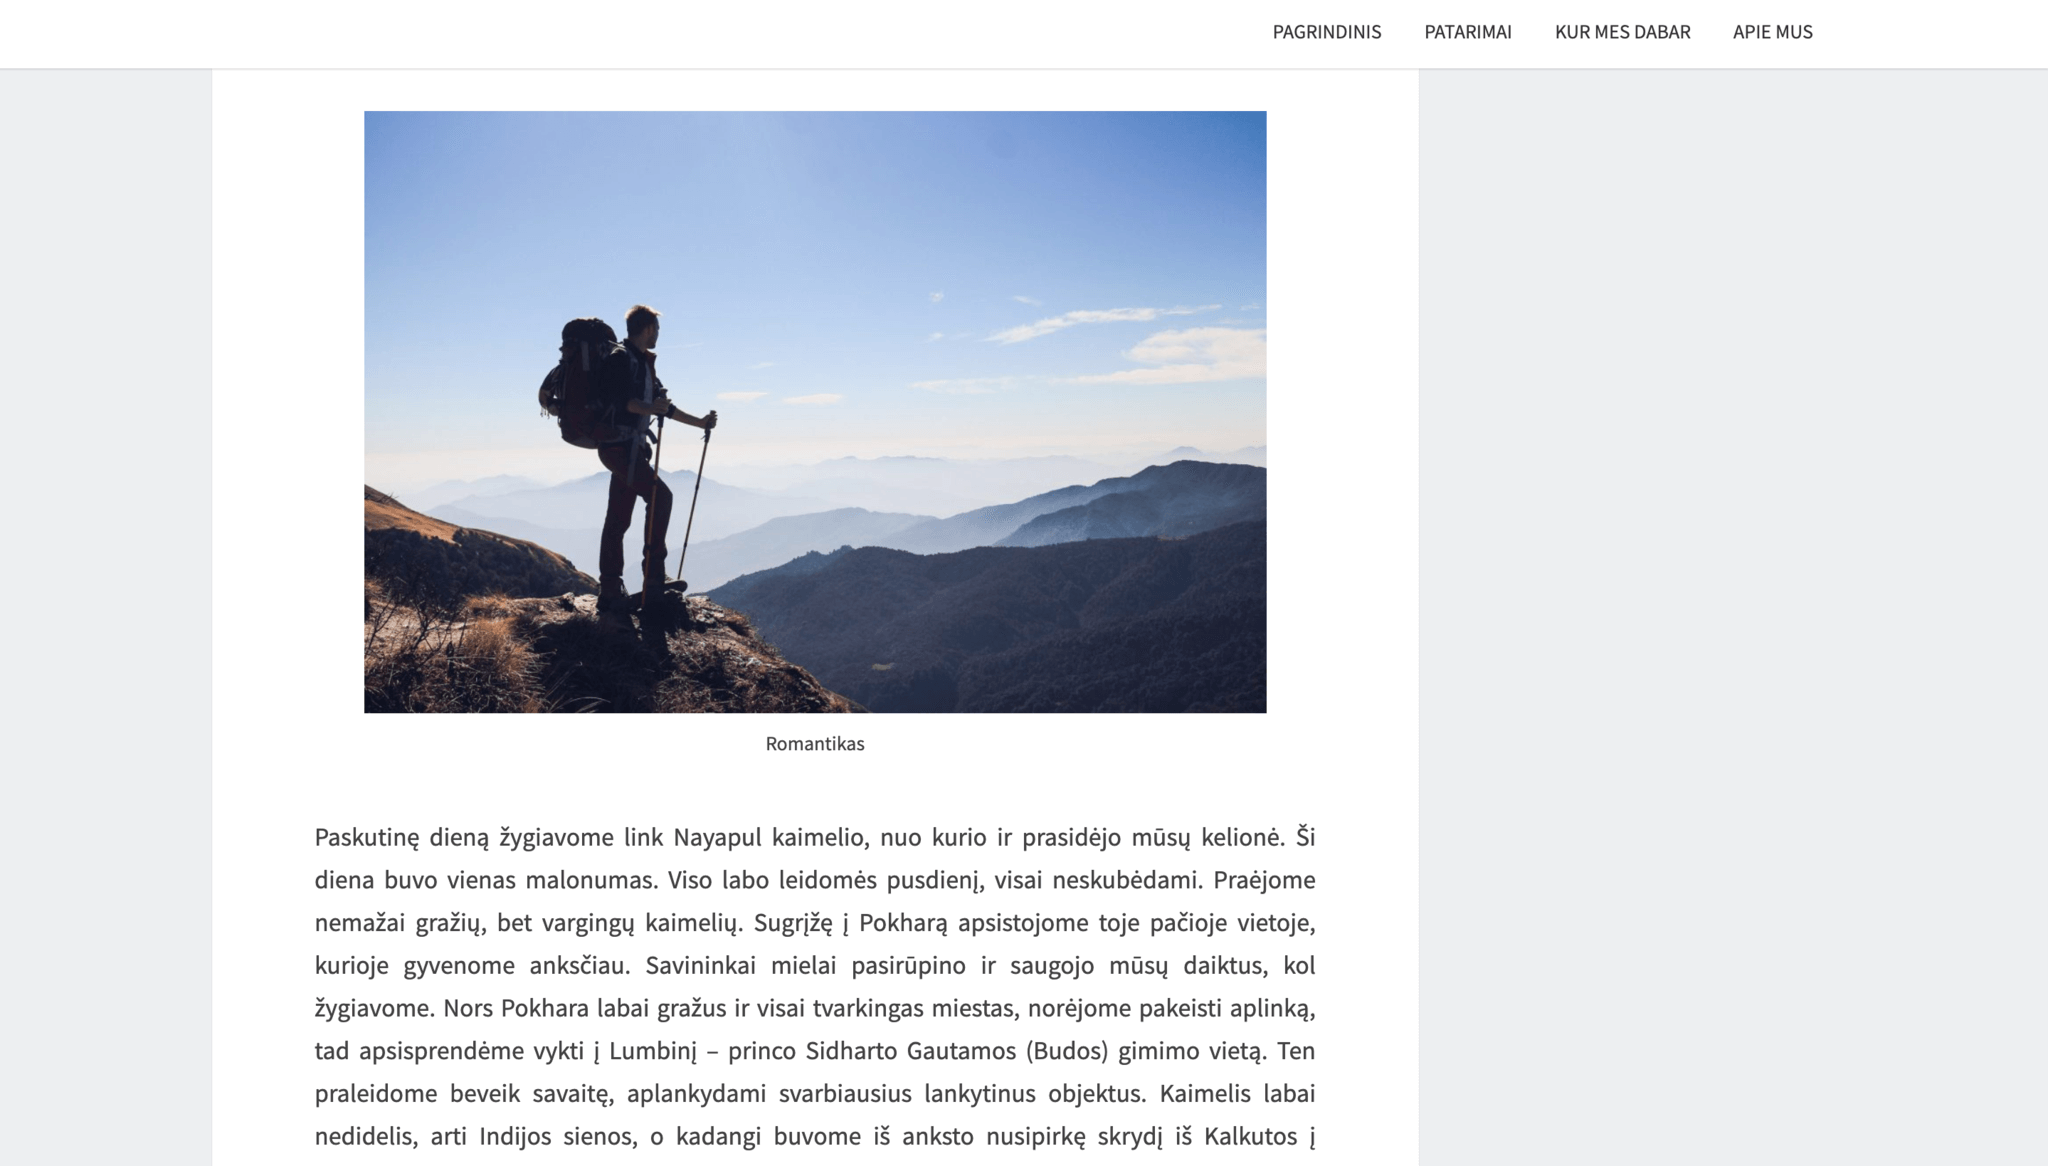 PAGRINDINIS PATARIMAI KUR MES DABAR APIE MUS
Romantikas
Paskutinę dieną žygiavome link Nayapul kaimelio, nuo kurio ir prasidėjo mūsų kelionė. Ši
diena buvo vienas malonumas. Viso labo leidomės pusdienį, visai neskubėdami. Praėjome
nemažai gražių, bet vargingų kaimelių. Sugrįžę į Pokharą apsistojome toje pačioje vietoje,
kurioje gyvenome anksčiau. Savininkai mielai pasirūpino ir saugojo mūsų daiktus, kol
žygiavome. Nors Pokhara labai gražus ir visai tvarkingas miestas, norėjome pakeisti aplinką,
tad apsisprendėme vykti į Lumbinį – princo Sidharto Gautamos (Budos) gimimo vietą. Ten
praleidome beveik savaitę, aplankydami svarbiausius lankytinus objektus. Kaimelis labai
nedidelis, arti Indijos sienos, o kadangi buvome iš anksto nusipirkę skrydį iš Kalkutos į